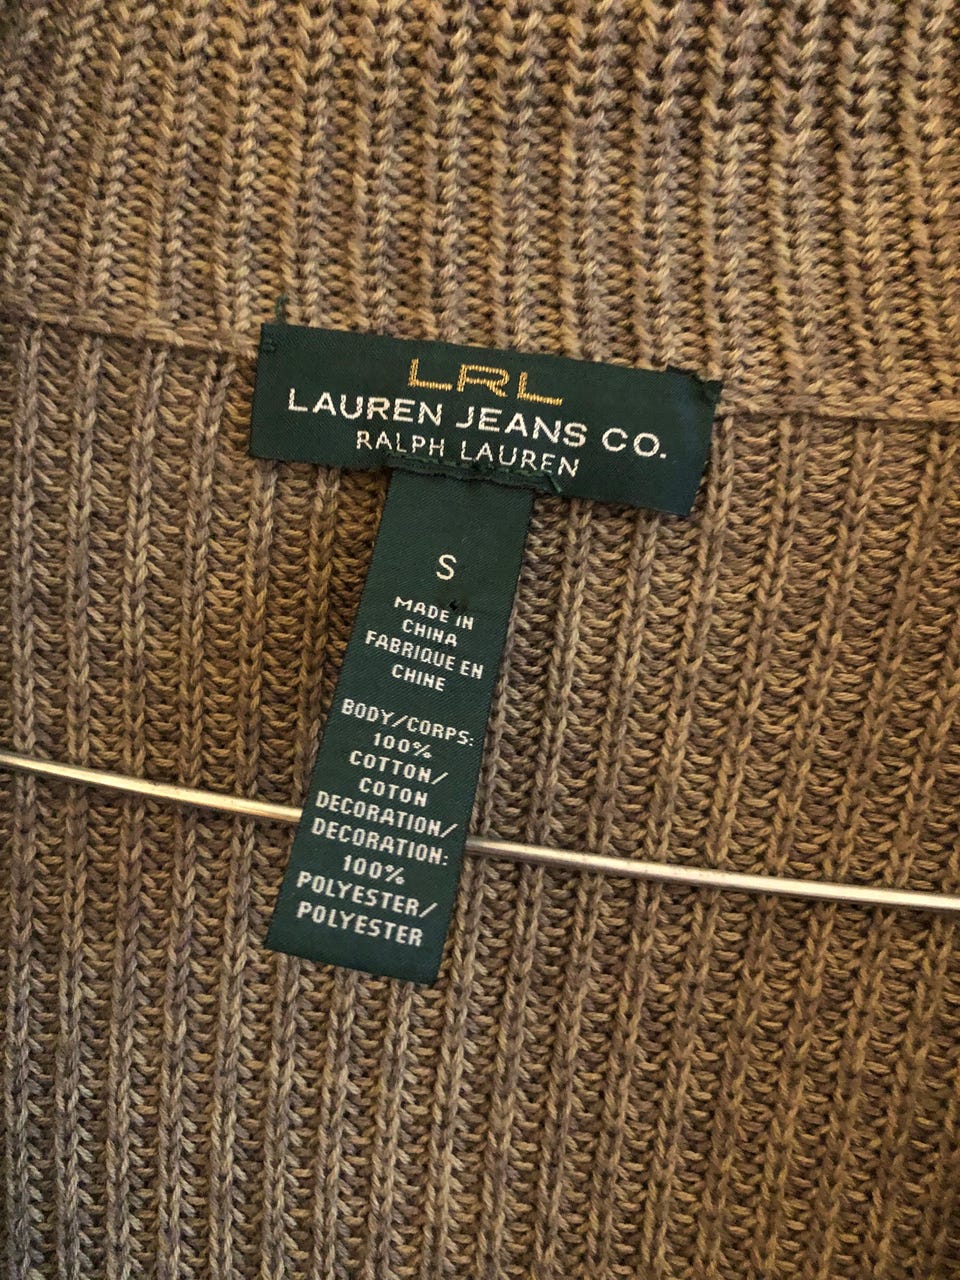 LRL
LAUREN JEANS CO.
RALPH LAUREN
S
MADE IN
CHINA
FABRIQUE EN
CHINE
BODY/CORPS:
100%
COTTON/
COTON
DECORATION/
DECORATION:
100%
POLYESTER/
POLYESTER